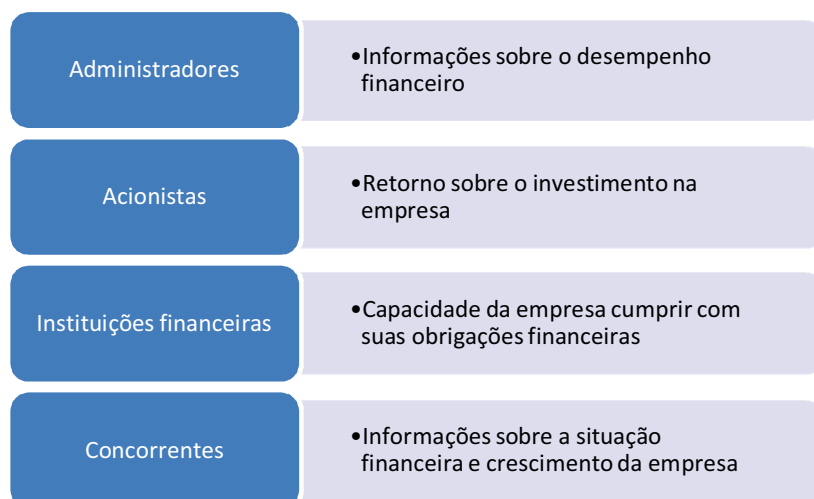 Administradores
•Informações sobre o desempenho
financeiro
Acionistas
•Retorno sobre o investimento na
empresa
Instituições financeiras
•Capacidade da empresa cumprir com
suas obrigações financeiras
Concorrentes
•Informações sobre a situação
financeira e crescimento da empresa